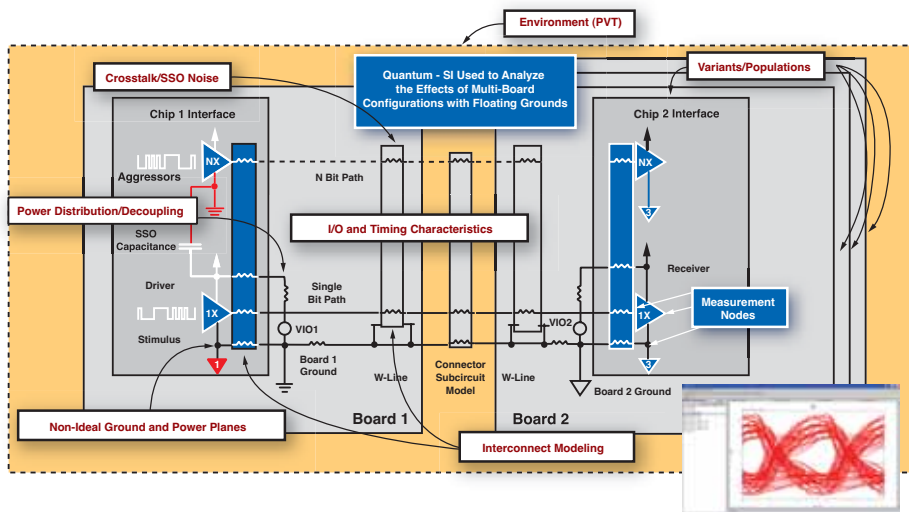 Environment (PVT)
Crosstalk/SSO Noise
Quantum - SI Used to Analyze
the Effects of Multi-Board
Configurations with Floating Grounds
Variants/Populations
Chip 1 Interface
Chip 2 Interface
NX
Aggressors
N Bit Path
NX
Power Distribution/Decoupling
I/O and Timing Characteristics
3
SSO
Capacitance
Receiver
Driver
Single
Bit Path
Measurement
Nodes
1X
VIO1
VIO2
1X
Stimulus
1
Board 1
Ground
W-Line
Connector
Subcircuit
Model
W-Line
3
Board 2 Ground
Board 1
Board 2
Non-Ideal Ground and Power Planes
Interconnect Modeling